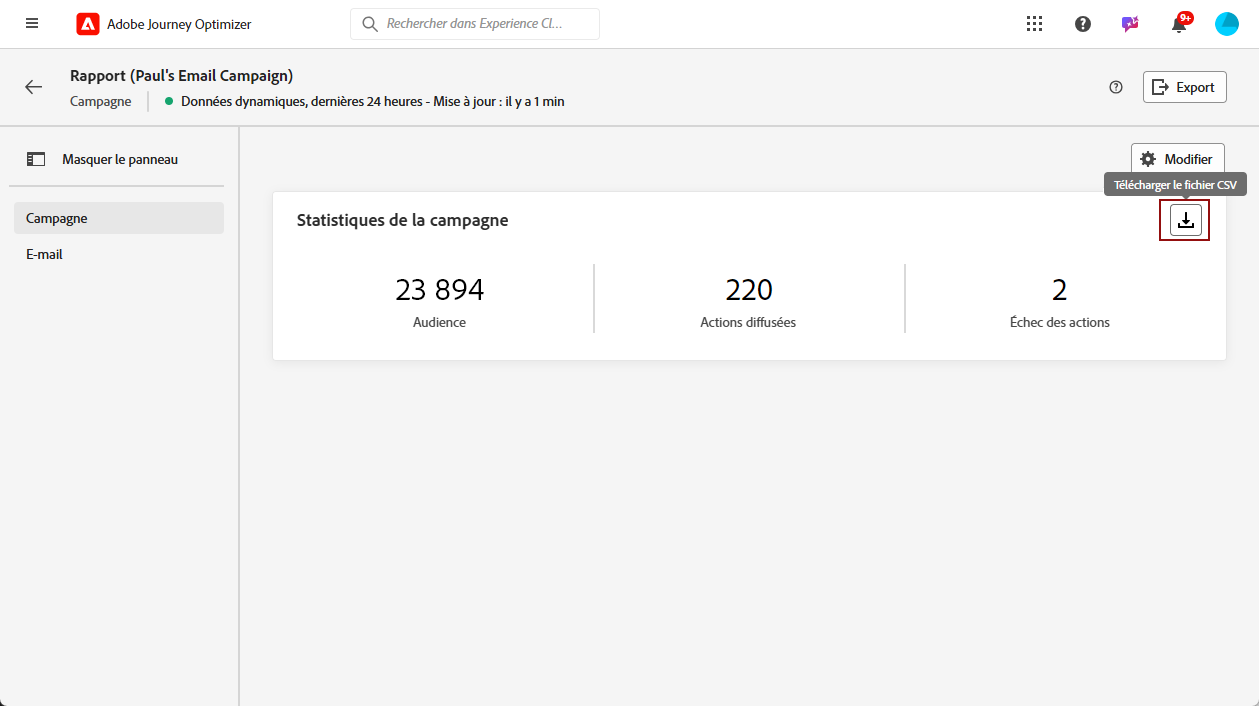 Adobe Journey Optimizer
Rechercher dans Experience Cl...
9+
Rapport (Paul's Email Campaign)
Campagne
Données dynamiques, dernières 24 heures - Mise à jour : il y a 1 min
Export
Masquer le panneau
Modifier
Télécharger le fichier CSV
Campagne
E-mail
Statistiques de la campagne
23 894
220
2
Audience
Actions diffusées
Échec des actions